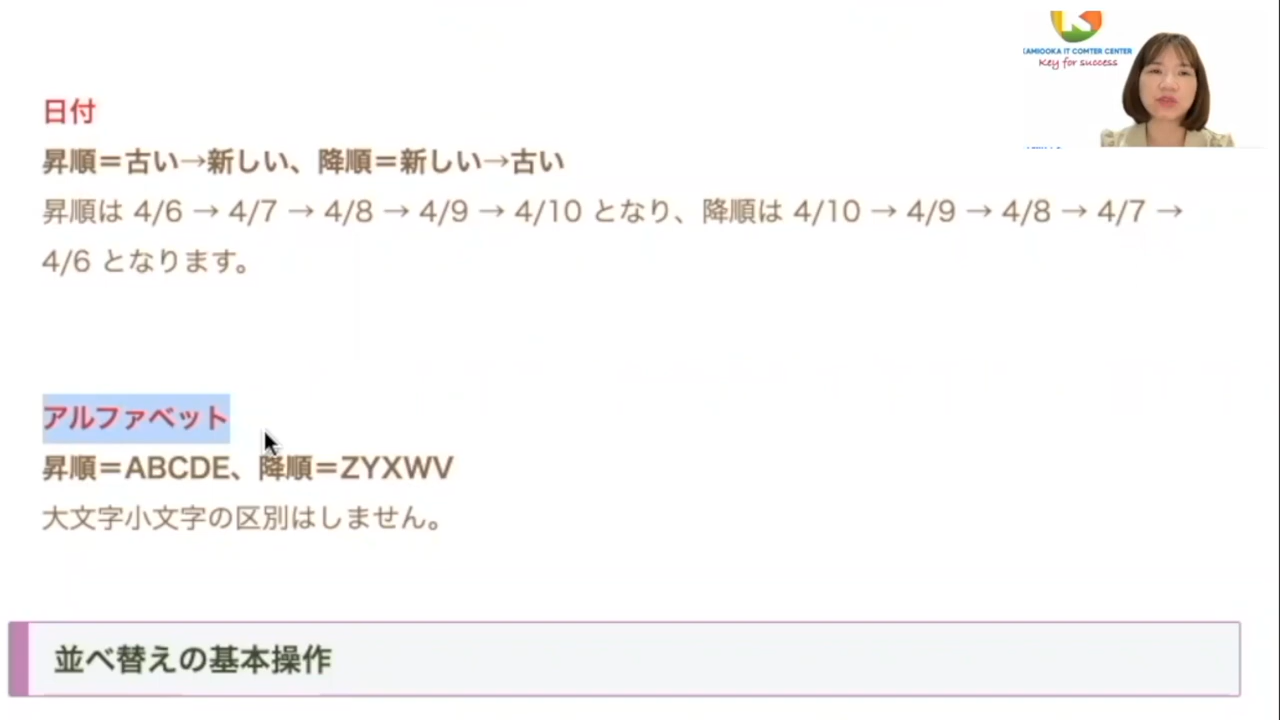 KAMIOOKA IT COMTER CENTER
Key for success
日付
昇順＝古い→新しい、降順＝新しい→古い
昇順は 4/6 → 4/7 → 4/8 → 4/9 → 4/10 となり、降順は 4/10 → 4/9 → 4/8 → 4/7 →
4/6 となります。
アルファベット
昇順＝ABCDE、降順＝ZYXWV
大文字小文字の区別はしません。
並べ替えの基本操作